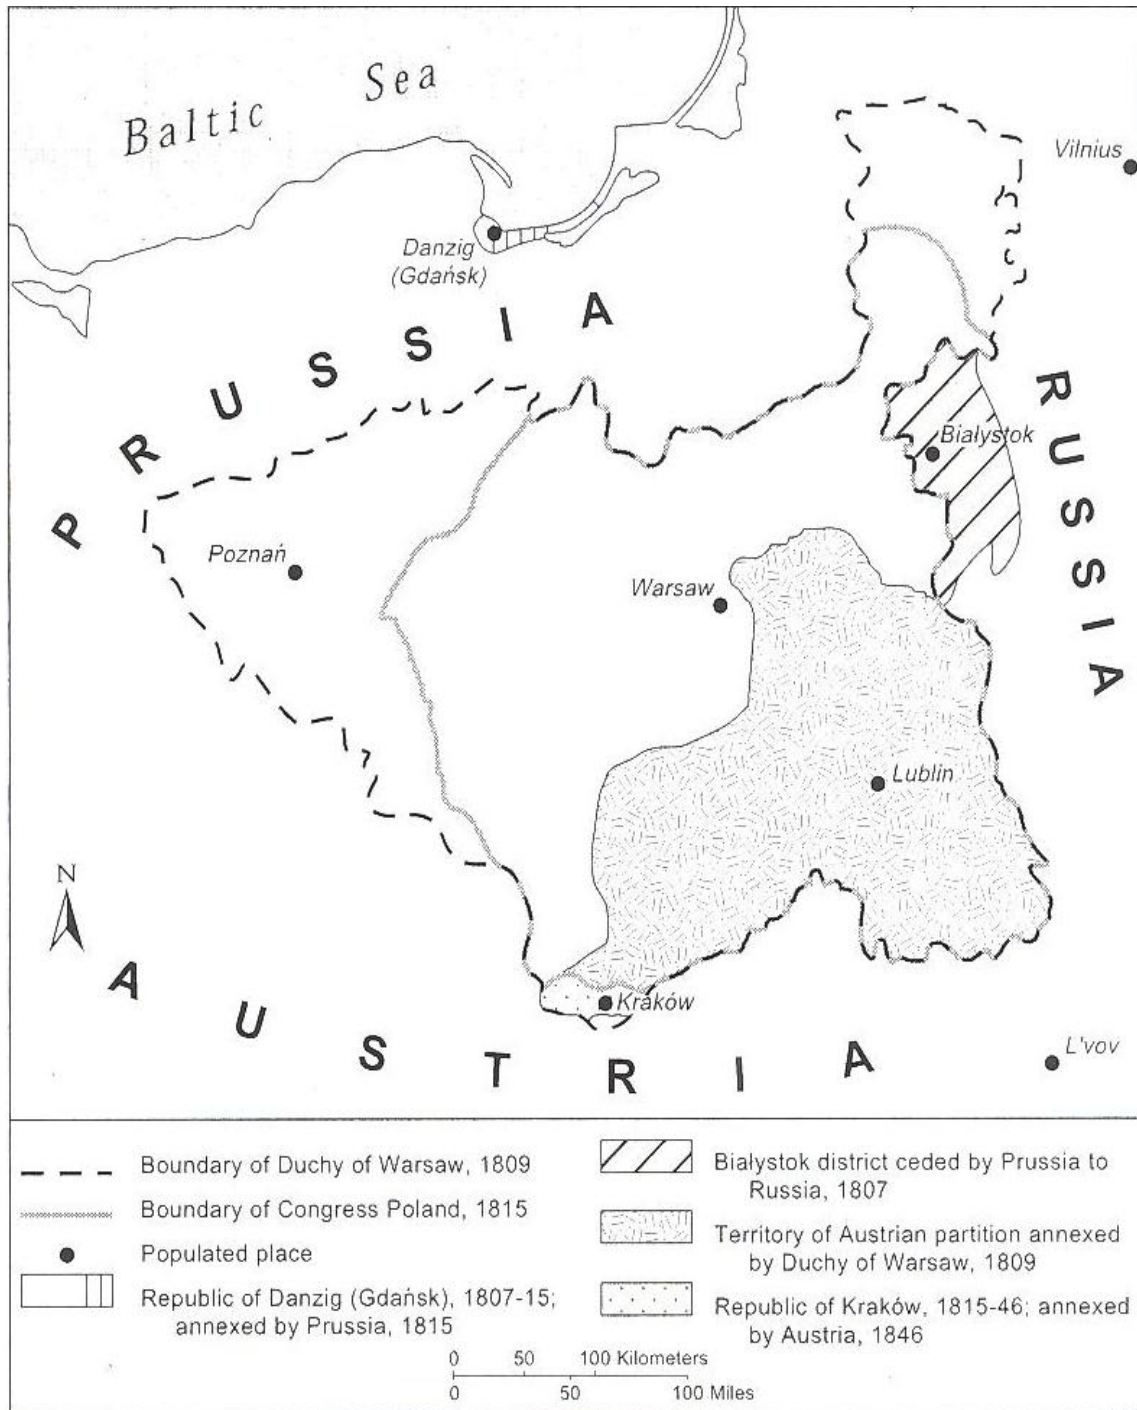 Baltic Sea
Vilnius
Danzig
(Gdańsk)
PRUSSIA
RUSSIA
Białystok
Poznań
Warsaw
Lublin
N
Kraków
AUSTRIA
L'vov
Boundary of Duchy of Warsaw, 1809
Boundary of Congress Poland, 1815
Populated place
Republic of Danzig (Gdańsk), 1807-15;
annexed by Prussia, 1815
Białystok district ceded by Prussia to
Russia, 1807
Territory of Austrian partition annexed
by Duchy of Warsaw, 1809
Republic of Kraków, 1815-46; annexed
by Austria, 1846
0 50 100 Kilometers
0 50 100 Miles